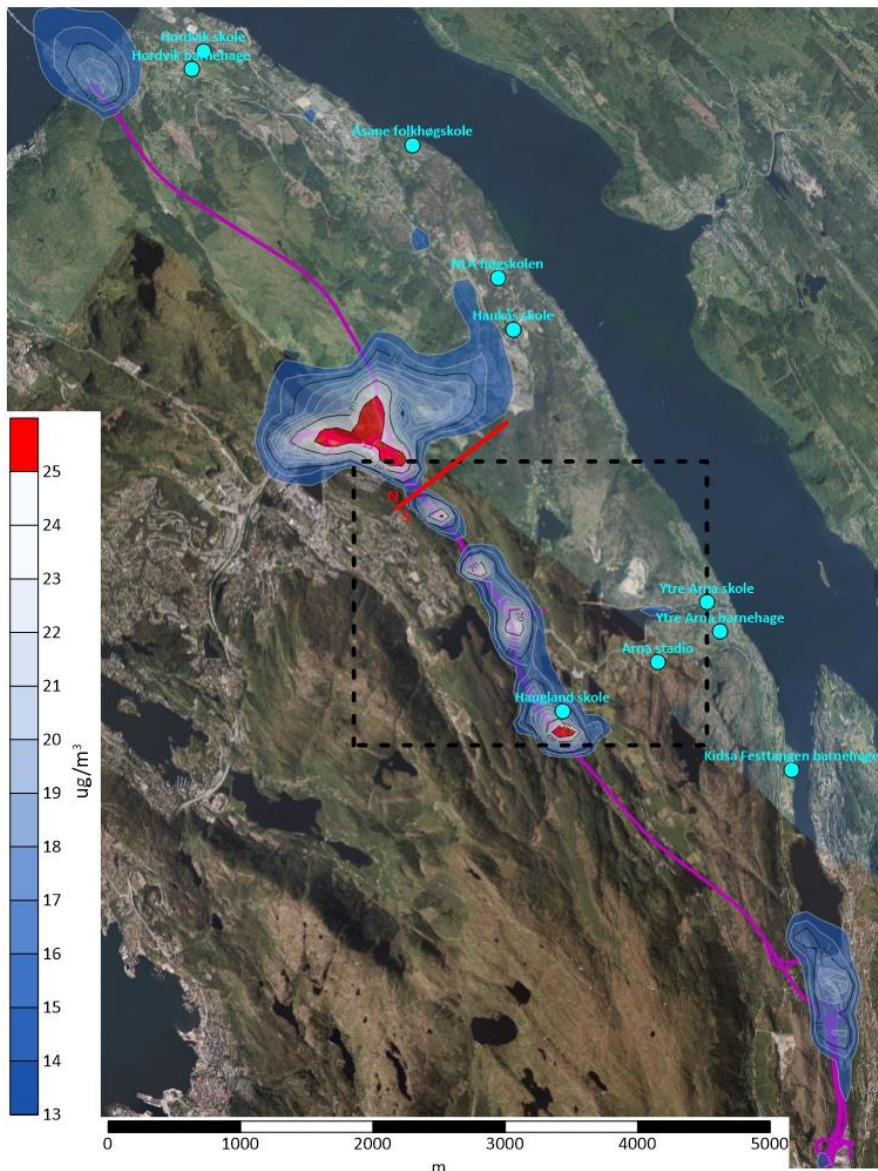 Hordvik skole
Hordvik barnehage
Åsane folkhøgskole
NLA høgskolen
Haukås skole
N
S
Ytre Arna skole
Ytre Arna barnehage
Arna stadio
Haugland skole
Kidsa Festtangen barnehage
ug/m³
25
24
23
22
21
20
19
18
17
16
15
14
13
20
0
1000
2000
3000
4000
5000
m